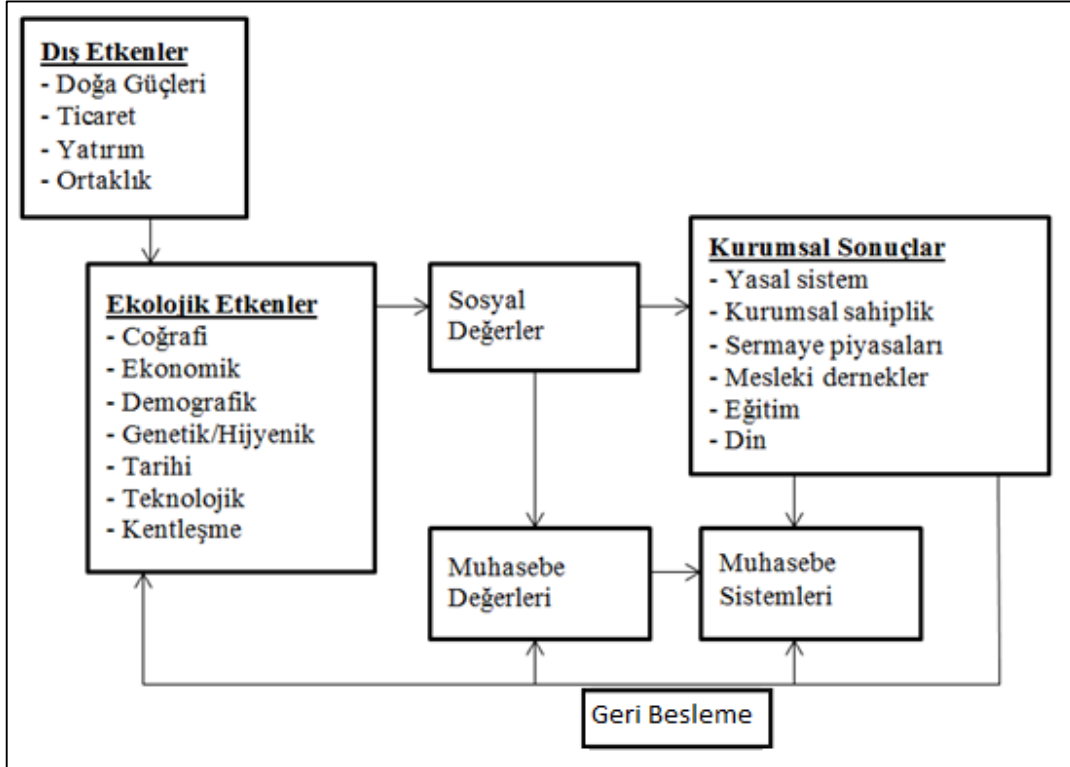 Dış Etkenler
- Doğa Güçleri
- Ticaret
- Yatırım
- Ortaklık
Ekolojik Etkenler
- Coğrafi
- Ekonomik
- Demografik
- Genetik/Hijyenik
- Tarihi
- Teknolojik
- Kentleşme
Sosyal
Değerler
Kurumsal Sonuçlar
- Yasal sistem
- Kurumsal sahiplik
- Sermaye piyasaları
- Mesleki dernekler
- Eğitim
- Din
Muhasebe
Değerleri
Muhasebe
Sistemleri
Geri Besleme